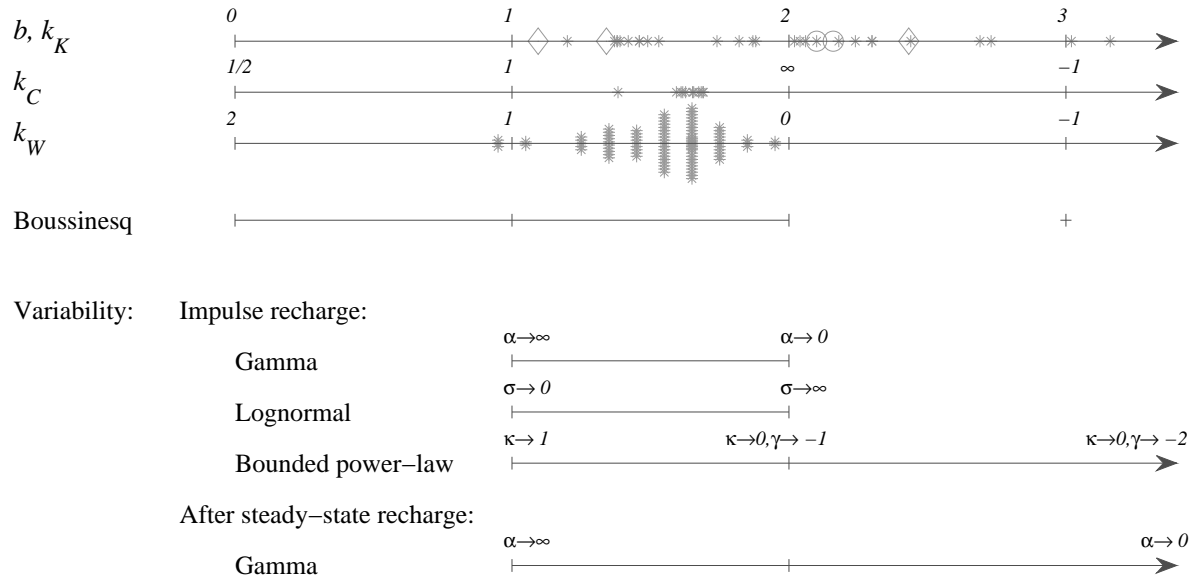 0 1 2 3
b, k_K
1/2 1 ∞ −1
k_C
2 1 0 −1
k_W
Boussinesq
Variability: Impulse recharge:
α→∞ α→0
Gamma
σ→0 σ→∞
Lognormal
κ→1 κ→0,γ→−1 κ→0,γ→−2
Bounded power−law
After steady−state recharge:
α→∞ α→0
Gamma